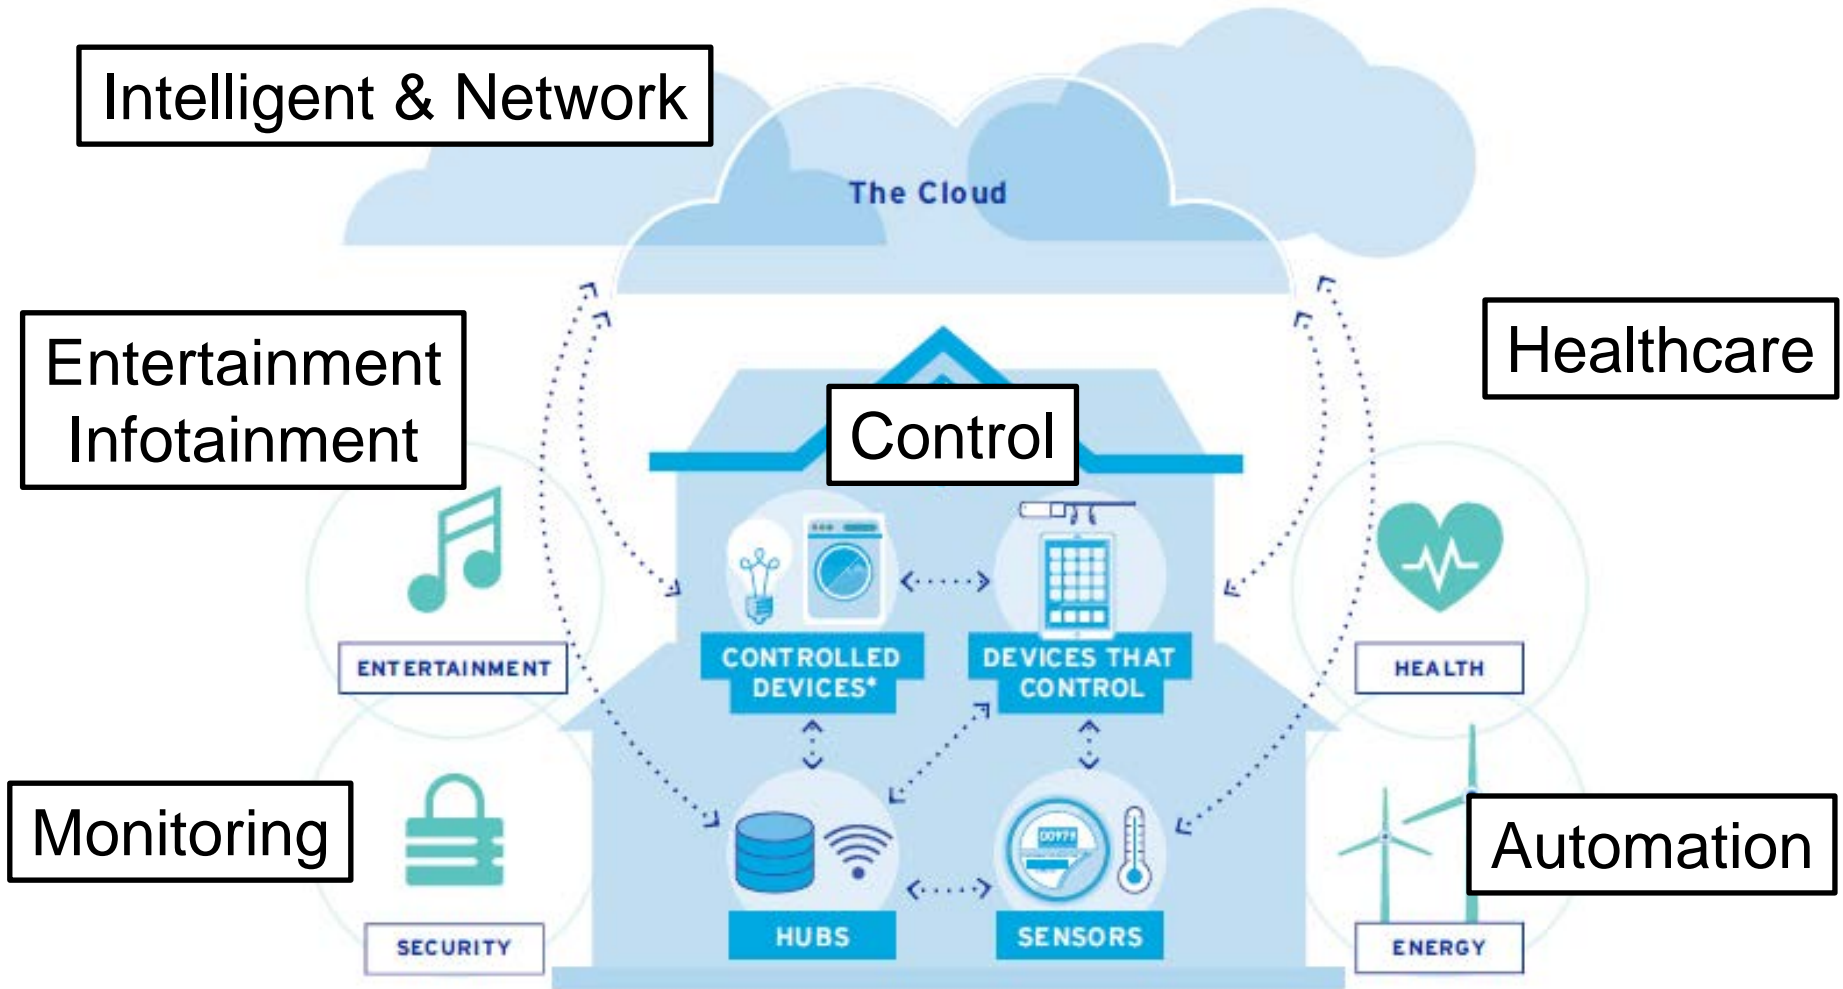 Intelligent & Network
The Cloud
Entertainment
Infotainment
Healthcare
Control
ENTERTAINMENT
CONTROLLED
DEVICES*
DEVICES THAT
CONTROL
HEALTH
Monitoring
Automation
00979
SECURITY
HUBS
SENSORS
ENERGY